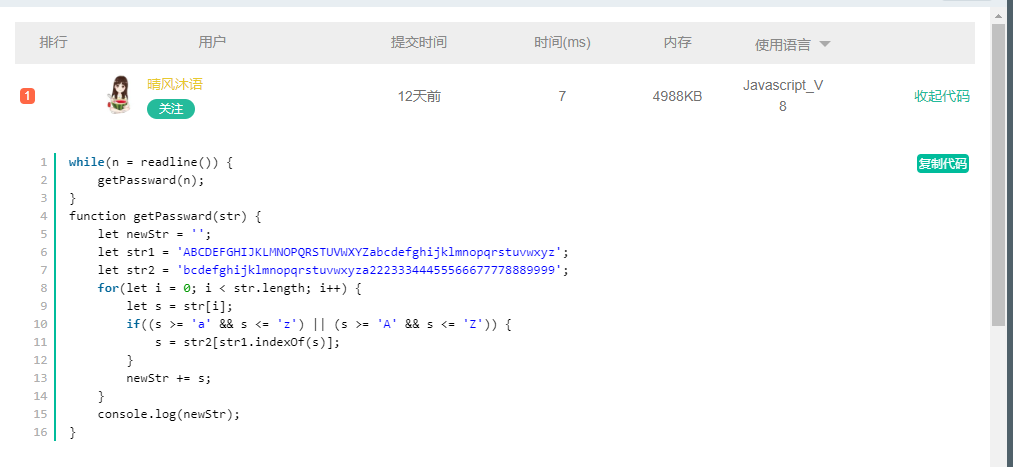 排行 用户 提交时间 时间(ms) 内存 使用语言
1 晴风沐语 12天前 7 4988KB Javascript_V 收起代码
关注 8
复制代码
1 while(n = readline()) {
2 getPassward(n);
3 }
4 function getPassward(str) {
5 let newStr = '';
6 let str1 = 'ABCDEFGHIJKLMNOPQRSTUVWXYZabcdefghijklmnopqrstuvwxyz';
7 let str2 = 'bcdefghijklmnopqrstuvwxyza22233344455566677778889999';
8 for(let i = 0; i < str.length; i++) {
9 let s = str[i];
10 if((s >= 'a' && s <= 'z') || (s >= 'A' && s <= 'Z')) {
11 s = str2[str1.indexOf(s)];
12 }
13 newStr += s;
14 }
15 console.log(newStr);
16 }